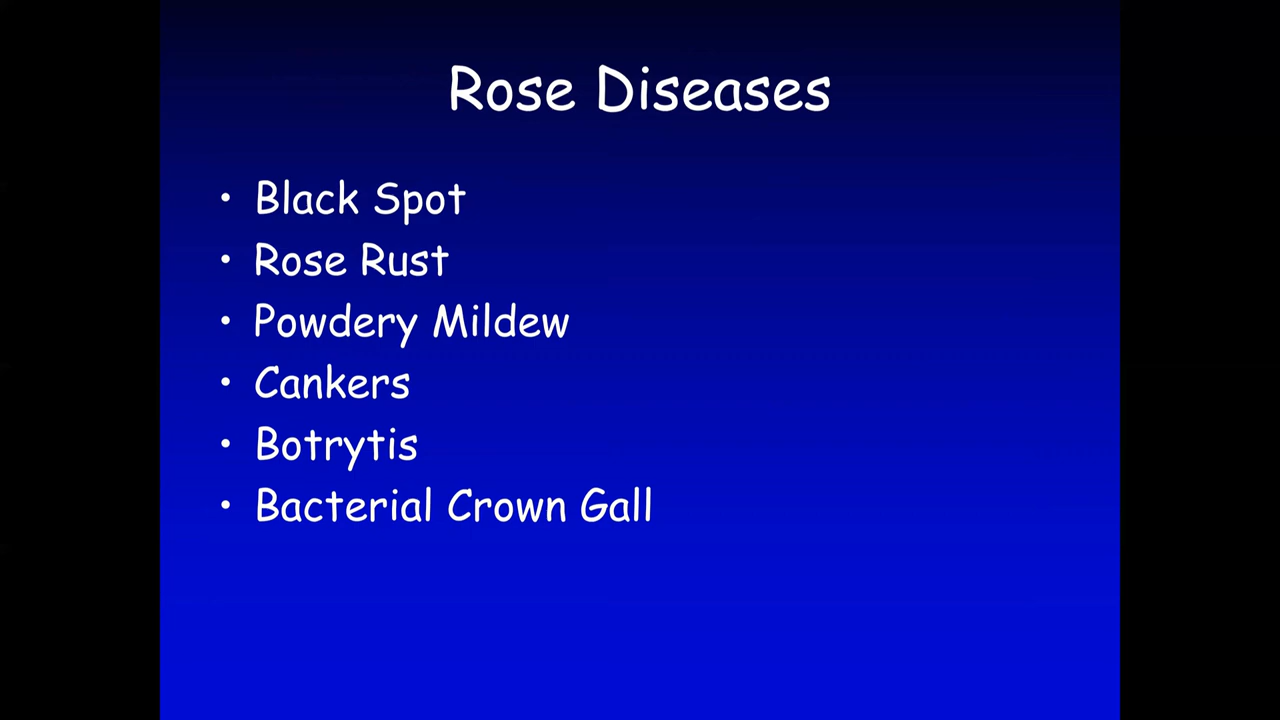 Rose Diseases
• Black Spot
• Rose Rust
• Powdery Mildew
• Cankers
• Botrytis
• Bacterial Crown Gall